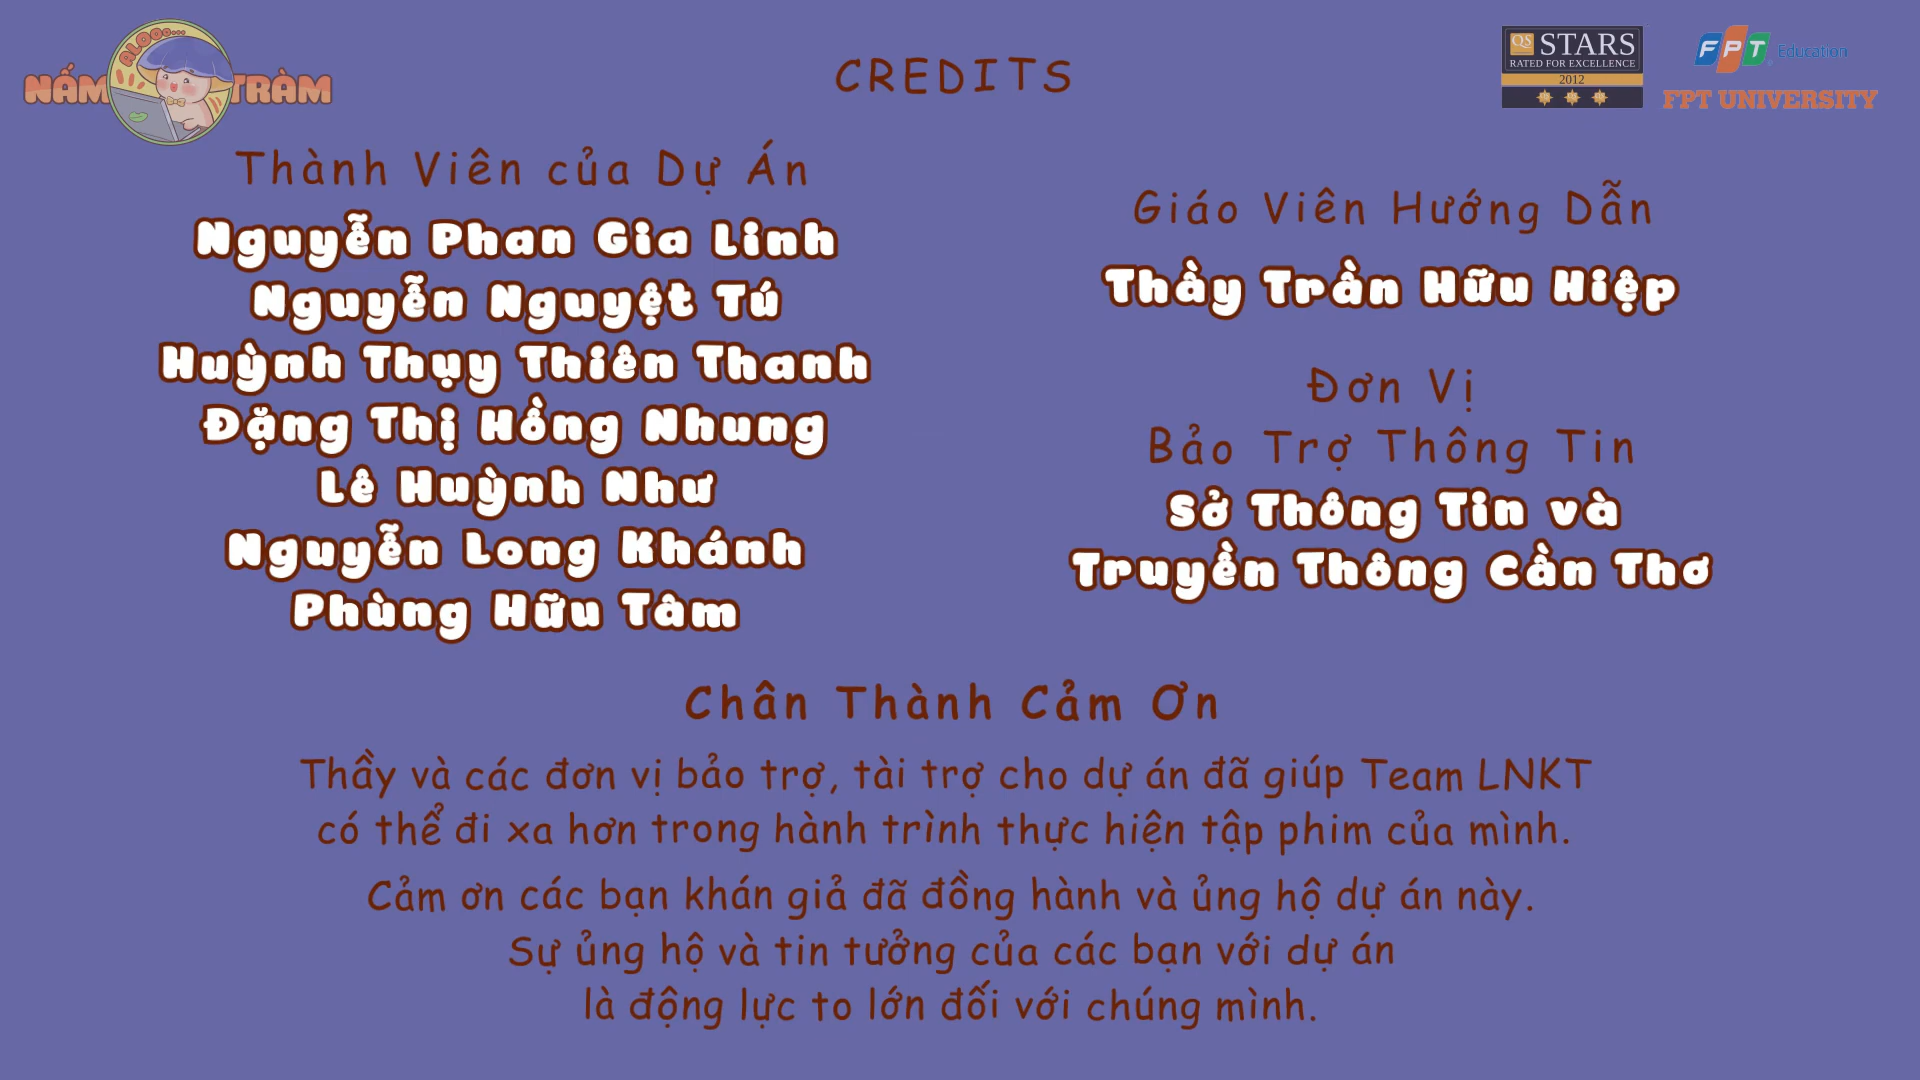 ALOOO...
NẤM TRÀM
CREDITS
QS STARS
RATED FOR EXCELLENCE
2012
FPT Education
FPT UNIVERSITY
Thành Viên của Dự Án
Nguyễn Phan Gia Linh
Nguyễn Nguyệt Tú
Huỳnh Thụy Thiên Thanh
Đặng Thị Hồng Nhung
Lê Huỳnh Như
Nguyễn Long Khánh
Phùng Hữu Tâm
Giáo Viên Hướng Dẫn
Thầy Trần Hữu Hiệp
Đơn Vị
Bảo Trợ Thông Tin
Sở Thông Tin và
Truyền Thông Cần Thơ
Chân Thành Cảm Ơn
Thầy và các đơn vị bảo trợ, tài trợ cho dự án đã giúp Team LNKT
có thể đi xa hơn trong hành trình thực hiện tập phim của mình.
Cảm ơn các bạn khán giả đã đồng hành và ủng hộ dự án này.
Sự ủng hộ và tin tưởng của các bạn với dự án
là động lực to lớn đối với chúng mình.